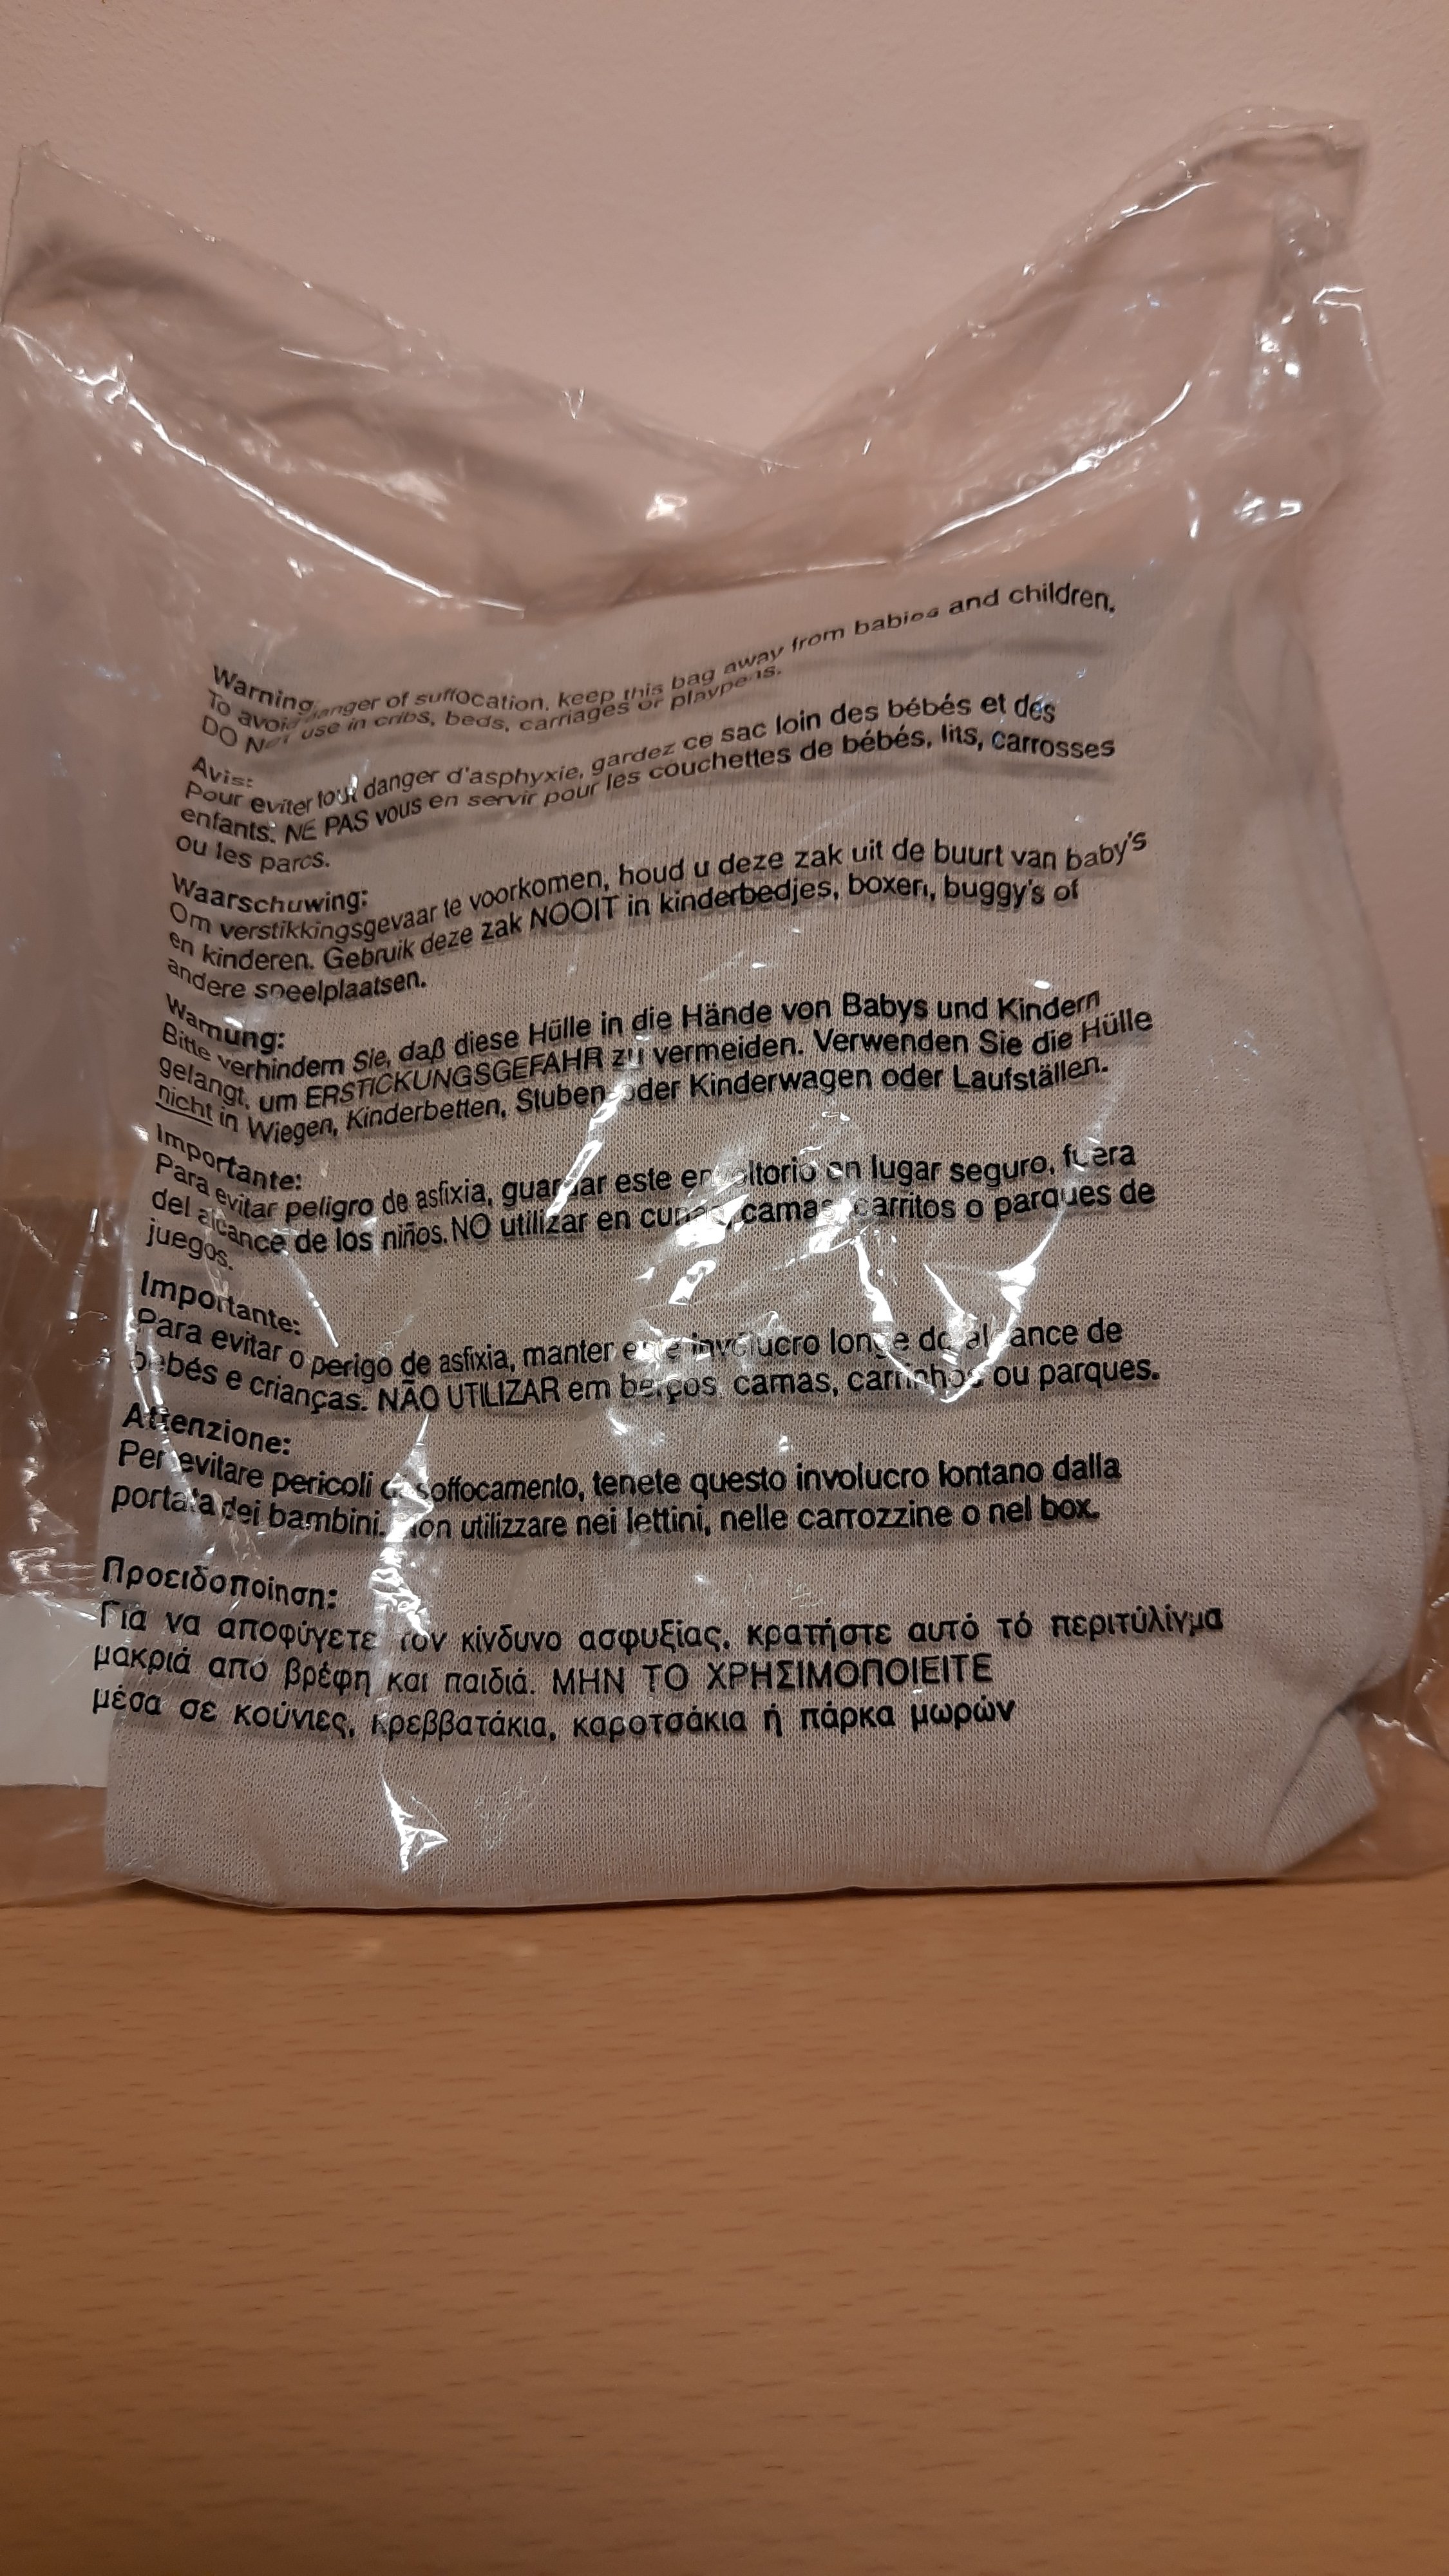 Warning
To avoid danger of suffocation, keep this bag away from babies and children.
DO NOT use in cribs, beds, carriages or playpens.
Avis:
Pour eviter tout danger d'asphyxie, gardez ce sac loin des bébés et des
enfants. NE PAS vous en servir pour les couchettes de bébés, lits, carrosses
ou les parcs.
Waarschuwing:
Om verstikkingsgevaar te voorkomen, houd u deze zak uit de buurt van baby's
en kinderen. Gebruik deze zak NOOIT in kinderbedjes, boxen, buggy's of
andere speelplaatsen.
Warnung:
Bitte verhindern Sie, daß diese Hülle in die Hände von Babys und Kindern
gelangt, um ERSTICKUNGSGEFAHR zu vermeiden. Verwenden Sie die Hülle
nicht in Wiegen, Kinderbetten, Stuben- oder Kinderwagen oder Laufställen.
Importante:
Para evitar peligro de asfixia, guardar este envoltorio en lugar seguro, fuera
del alcance de los niños. NO utilizar en cunas, camas, carritos o parques de
juegos.
Importante:
Para evitar o perigo de asfixia, manter este involucro longe do alcance de
bebés e crianças. NÃO UTILIZAR em berços, camas, carrinhos ou parques.
Attenzione:
Per evitare pericoli di soffocamento, tenete questo involucro lontano dalla
portata dei bambini. Non utilizzare nei lettini, nelle carrozzine o nel box.
Προειδοποίηση:
Γιά να αποφύγετε τον κίνδυνο ασφυξίας, κρατήστε αυτό τό περιτύλίγμα
μακριά από βρέφη και παιδιά. ΜΗΝ ΤΟ ΧΡΗΣΙΜΟΠΟΙΕΙΤΕ
μέσα σε κούνιες, κρεββατάκια, καροτσάκια ή πάρκα μωρών